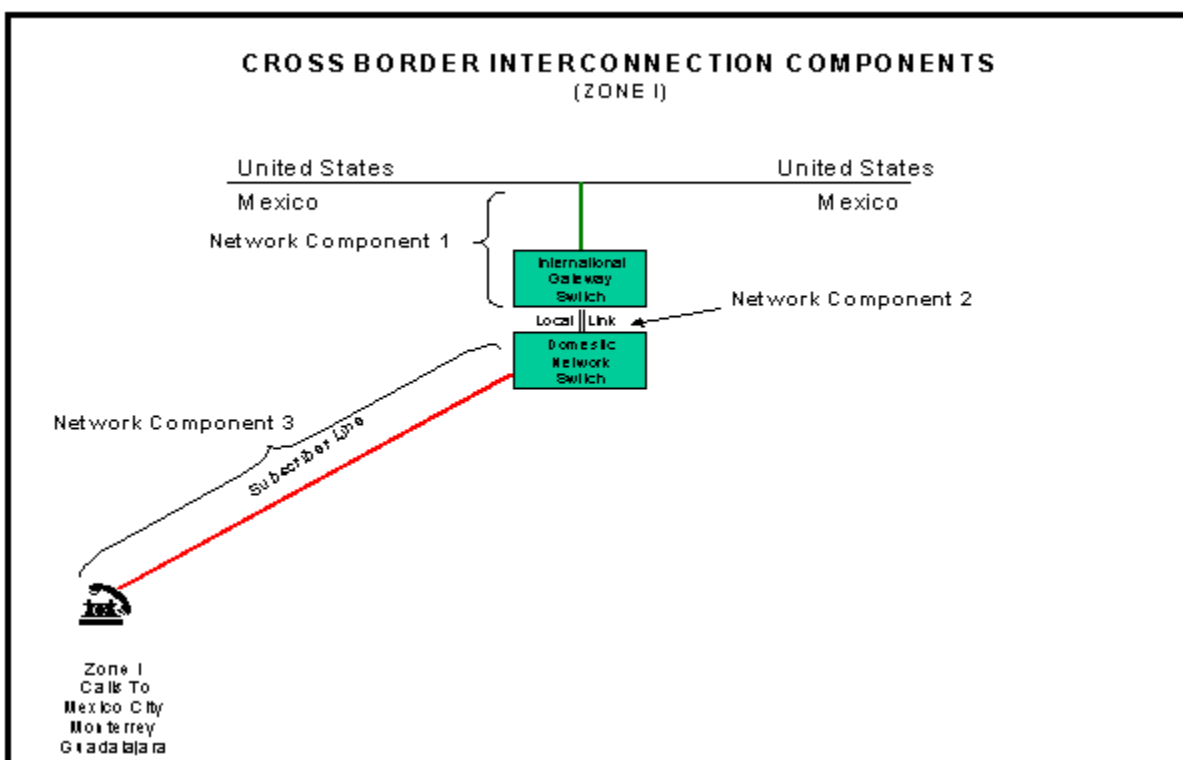 CROSS BORDER INTERCONNECTION COMPONENTS
(ZONE I)
United States
United States
Mexico
Mexico
Network Component 1
International
Gateway
Switch
Network Component 2
Local Link
Domestic
Network
Switch
Network Component 3
Subscriber Line
Zone I
Calls To
Mexico City
Monterrey
Guadalajara